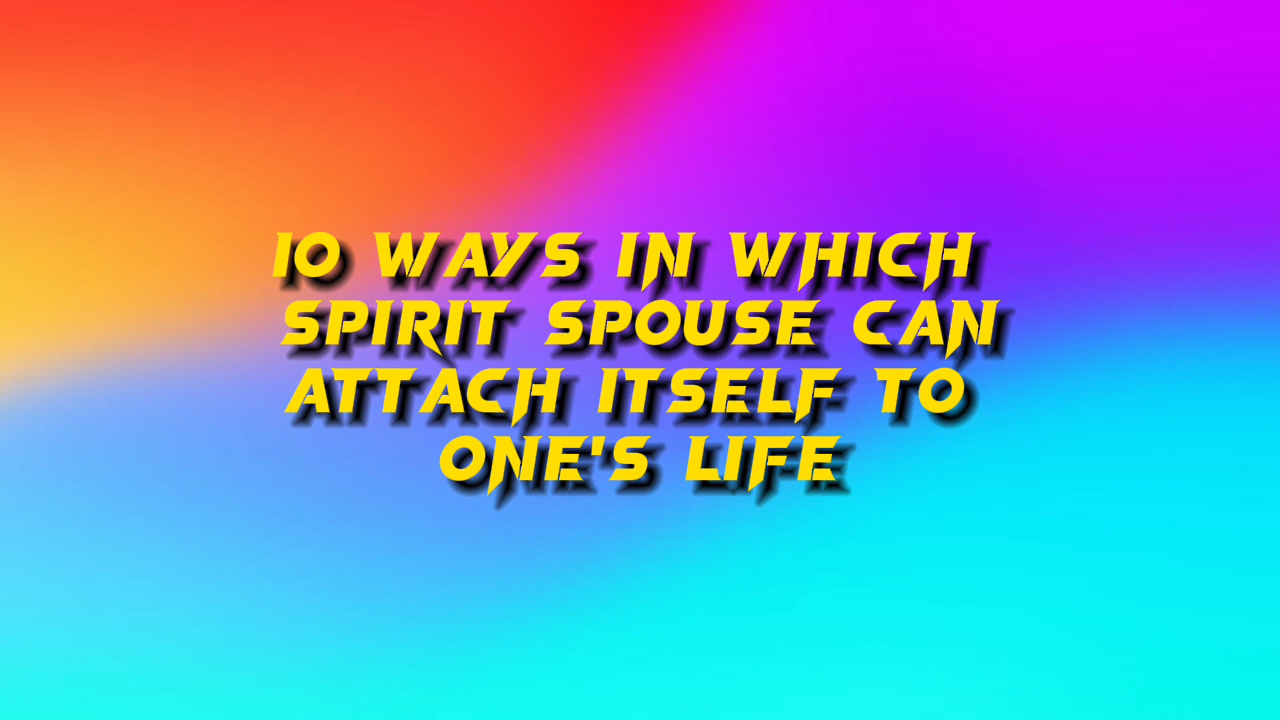 10 WAYS IN WHICH
SPIRIT SPOUSE CAN
ATTACH ITSELF TO
ONE'S LIFE